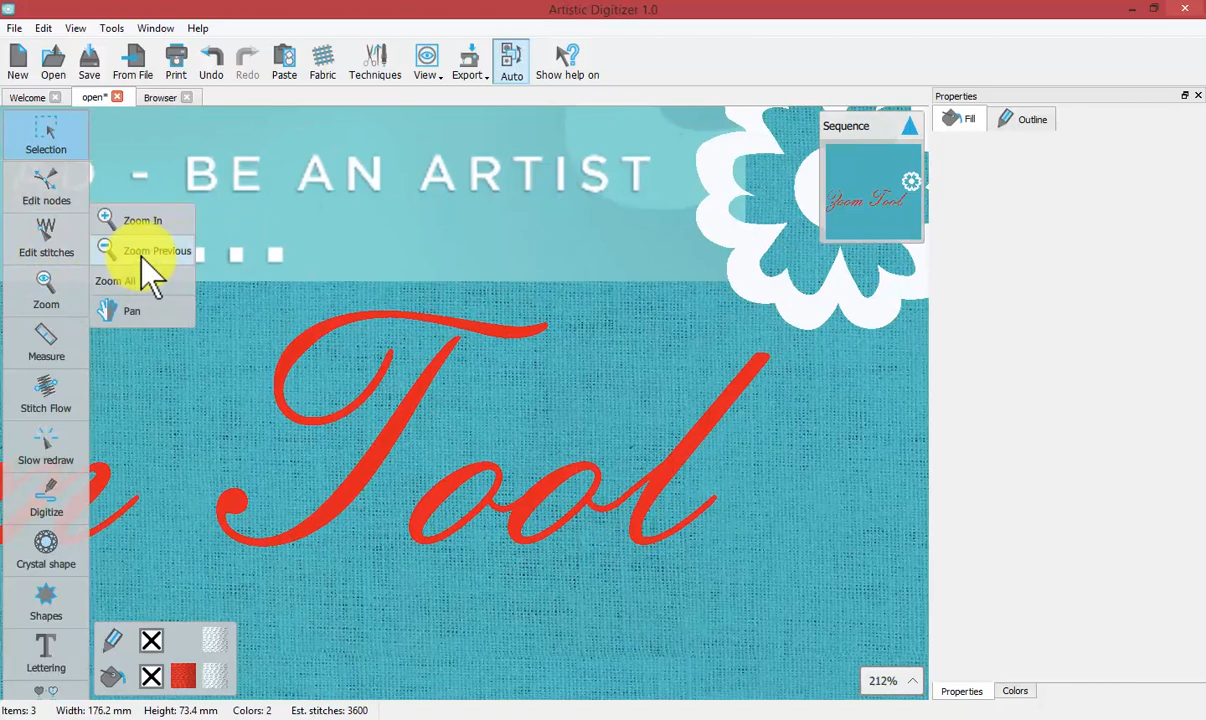 Artistic Digitizer 1.0
File Edit View Tools Window Help
New Open Save From File Print Undo Redo Paste Fabric Techniques View Export Auto Show help on
Welcome open* Browser
Properties
Fill Outline
Selection
Edit nodes
Edit stitches
Zoom
Measure
Stitch Flow
Slow redraw
Digitize
Crystal shape
Shapes
Lettering
Zoom In
Zoom Previous
Zoom All
Pan
- BE AN ARTIST
Sequence
Zoom Tool
m Tool
212%
Properties Colors
Items: 3 Width: 176.2 mm Height: 73.4 mm Colors: 2 Est. stitches: 3600